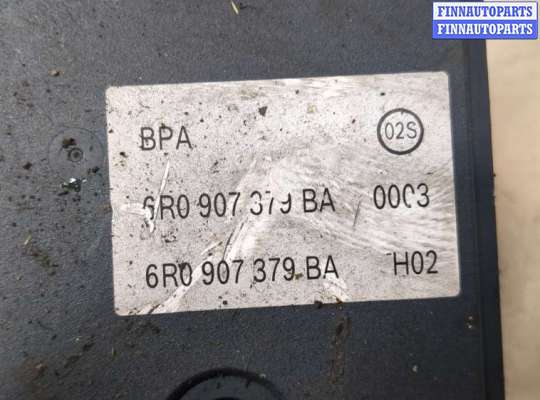 FINNAUTOPARTS
FINNAUTOPARTS
BPA 02S
6R0 907 379 BA 0003
6R0 907 379 BA H02